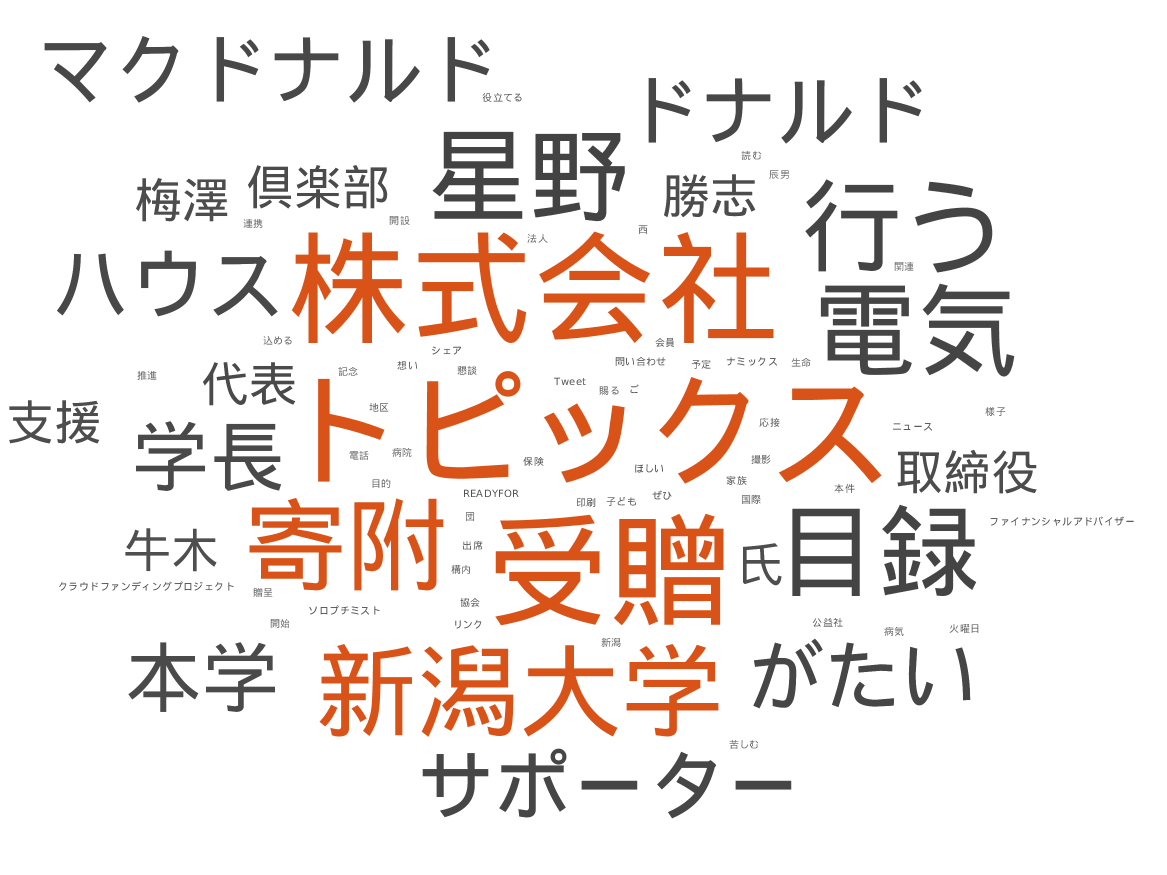 マクドナルド
役立てる
ドナルド
星野
読む
辰男
梅澤
倶楽部
勝志
行う
連携
開設
法人
西
ハウス
株式会社
関連
電気
込める
シェア
会員
推進
代表
記念
想い
懇談
問い合わせ
予定
ナミックス
生命
Tweet
賜る
ご
支援
学長
トピックス
地区
応接
ニュース
様子
電話
病院
保険
ほしい
撮影
取締役
目的
READYFOR
印刷
子ども
ぜひ
家族
国際
本件
牛木
寄附
団
受贈
氏
目録
ファイナンシャルアドバイザー
出席
構内
クラウドファンディングプロジェクト
贈呈
ソロプチミスト
協会
リンク
開始
公益社
病気
火曜日
本学
新潟大学
新潟
がたい
苦しむ
サポーター